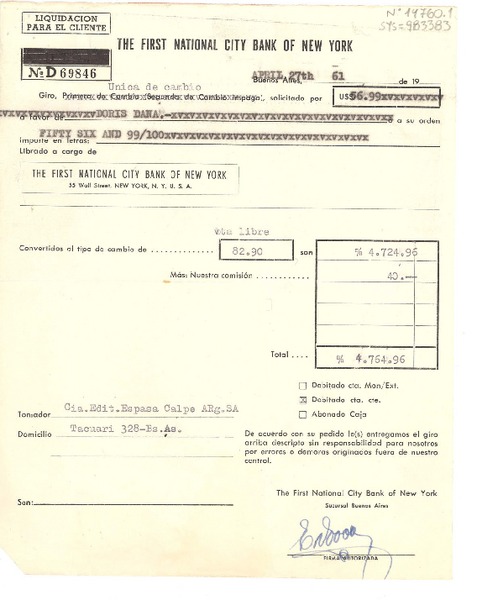 LIQUIDACION
PARA EL CLIENTE
Nº 14760.1
SYS=983383
THE FIRST NATIONAL CITY BANK OF NEW YORK
Nº D 69846
APRIL 27th 61
Buenos Aires, de 19
Unica de cambio
Giro, Primera de Cambio (Segunda de Cambio impaga), solicitado por US$ 56.99xvxvxvxvxv
a favor de DORIS DANA.- o a su orden
FIFTY SIX AND 99/100xvxvxvxvxvxvxvxvxvxvxvxvxvxvx
Importe en letras:
Librado a cargo de
THE FIRST NATIONAL CITY BANK OF NEW YORK
55 Wall Street, NEW YORK, N. Y. U. S. A.
libre
Convertidos al tipo de cambio de .............. 82.90 son $ 4.724.96
Más: Nuestra comisión ........... 40.—
Total .... $ 4.764.96
Debitado cta. Mon/Ext.
☒ Debitado cta. cte.
Abonado Caja
Tomador Cia.Edit.Espasa Calpe ARg.SA
Domicilio Tacuari 328-Bs.As.
De acuerdo con su pedido le(s) entregamos el giro
arriba descripto sin responsabilidad para nosotros
por errores o demoras originados fuera de nuestro
control.
Son:
The First National City Bank of New York
Sucursal Buenos Aires
FIRMA AUTORIZADA